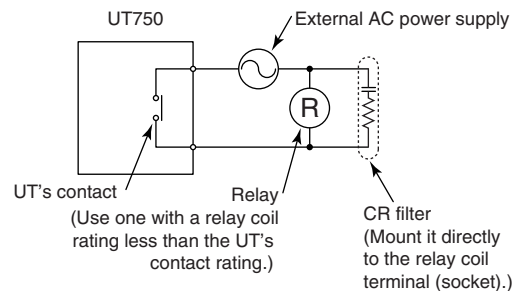 UT750
External AC power supply
R
UT's contact
Relay
(Use one with a relay coil
rating less than the UT's
contact rating.)
CR filter
(Mount it directly
to the relay coil
terminal (socket).)